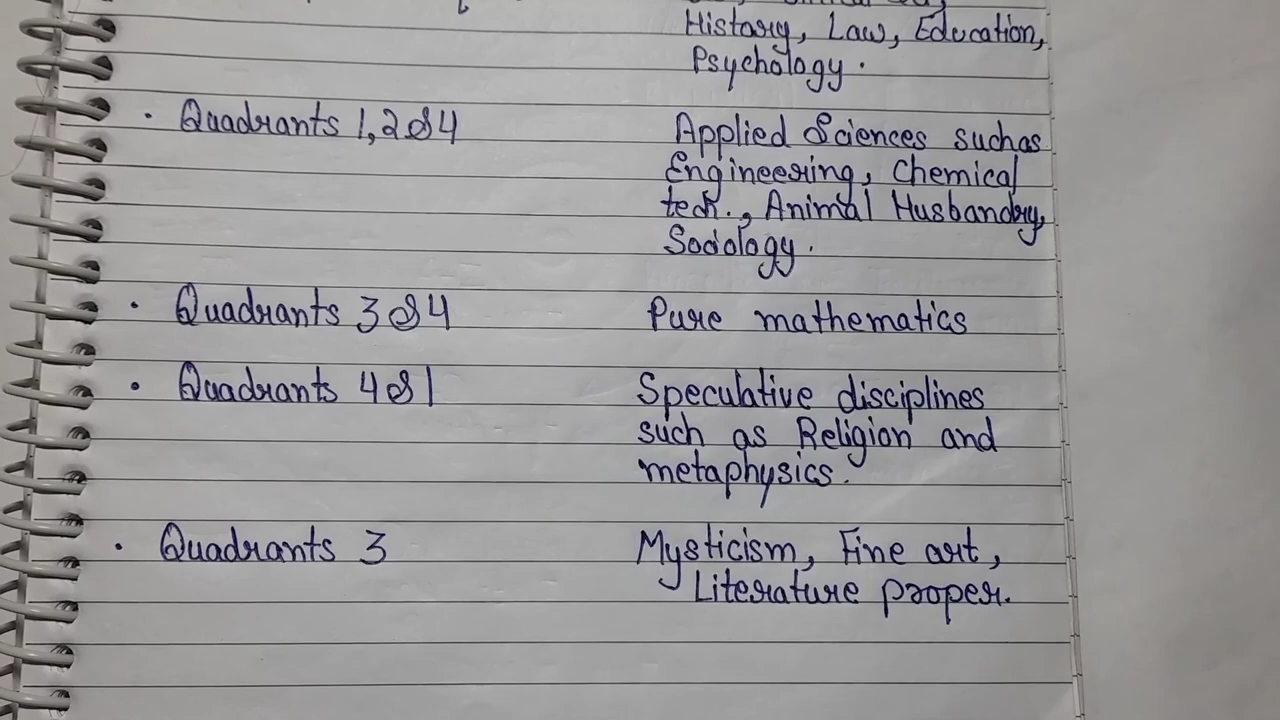 History, Law, Education,
Psychology.
• Quadrants 1,2&4 Applied Sciences such as
Engineering, Chemical
tech., Animal Husbandry,
Sociology.
• Quadrants 3&4 Pure mathematics
• Quadrants 4&1 Speculative disciplines
such as Religion and
metaphysics.
• Quadrants 3 Mysticism, Fine art,
Literature proper.